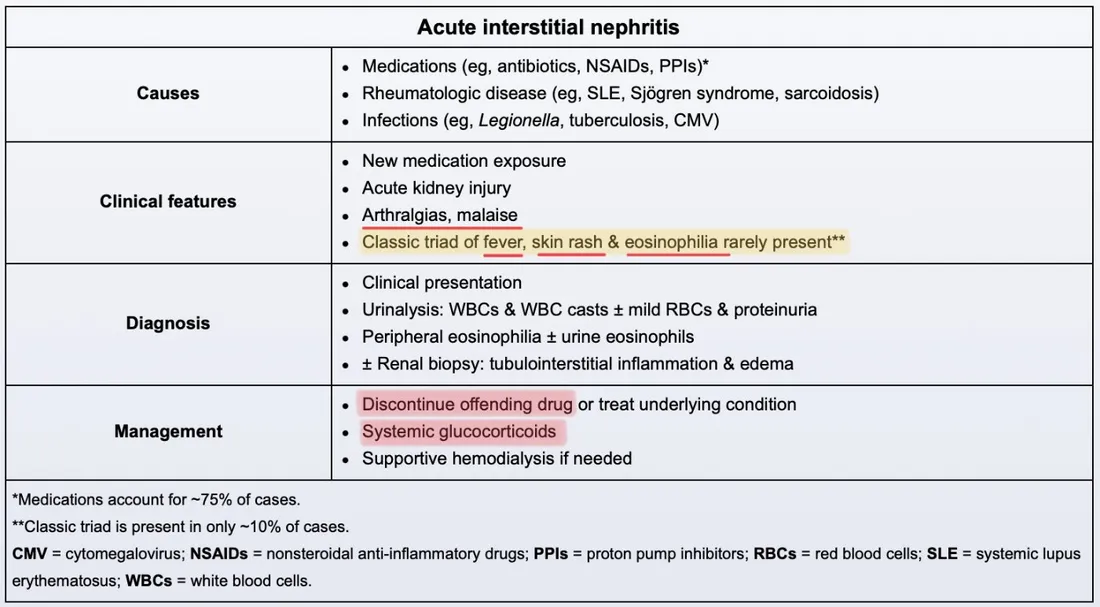 Acute interstitial nephritis
Causes
• Medications (eg, antibiotics, NSAIDs, PPIs)*
• Rheumatologic disease (eg, SLE, Sjögren syndrome, sarcoidosis)
• Infections (eg, Legionella, tuberculosis, CMV)
Clinical features
• New medication exposure
• Acute kidney injury
• Arthralgias, malaise
• Classic triad of fever, skin rash & eosinophilia rarely present**
Diagnosis
• Clinical presentation
• Urinalysis: WBCs & WBC casts ± mild RBCs & proteinuria
• Peripheral eosinophilia ± urine eosinophils
• ± Renal biopsy: tubulointerstitial inflammation & edema
Management
• Discontinue offending drug or treat underlying condition
• Systemic glucocorticoids
• Supportive hemodialysis if needed
*Medications account for ~75% of cases.
**Classic triad is present in only ~10% of cases.
CMV = cytomegalovirus; NSAIDs = nonsteroidal anti-inflammatory drugs; PPIs = proton pump inhibitors; RBCs = red blood cells; SLE = systemic lupus
erythematosus; WBCs = white blood cells.